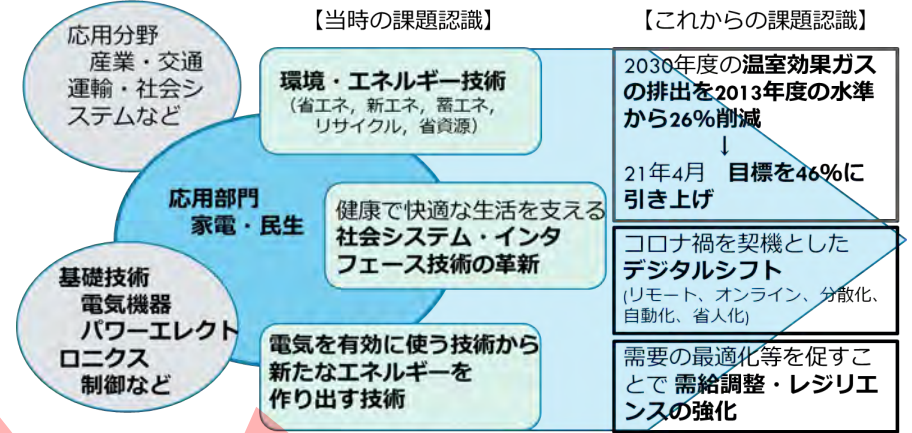 【当時の課題認識】
【これからの課題認識】
応用分野
産業・交通
運輸・社会シ
ステムなど
応用部門
家電・民生
基礎技術
電気機器
パワーエレクト
ロニクス
制御など
環境・エネルギー技術
（省エネ，新エネ，蓄エネ，
リサイクル，省資源）
健康で快適な生活を支える
社会システム・インタ
フェース技術の革新
電気を有効に使う技術から
新たなエネルギーを
作り出す技術
2030年度の温室効果ガス
の排出を2013年度の水準
から26%削減
↓
21年4月　目標を46%に
引き上げ
コロナ禍を契機とした
デジタルシフト
(リモート、オンライン、分散化、
自動化、省人化)
需要の最適化等を促すこ
とで 需給調整・レジリエ
ンスの強化